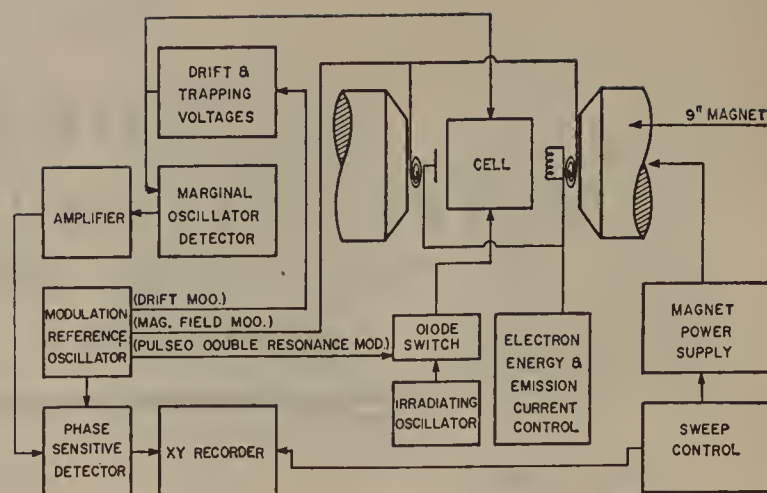 DRIFT &
TRAPPING
VOLTAGES
9" MAGNET
CELL
AMPLIFIER
MARGINAL
OSCILLATOR
DETECTOR
MODULATION
REFERENCE
OSCILLATOR
(DRIFT MOO.)
(MAG. FIELD MOO.)
(PULSEO OOUBLE RESONANCE MOD.)
OIODE
SWITCH
IRRADIATING
OSCILLATOR
ELECTRON
ENERGY &
EMISSION
CURRENT
CONTROL
MAGNET
POWER
SUPPLY
PHASE
SENSITIVE
DETECTOR
XY RECORDER
SWEEP
CONTROL